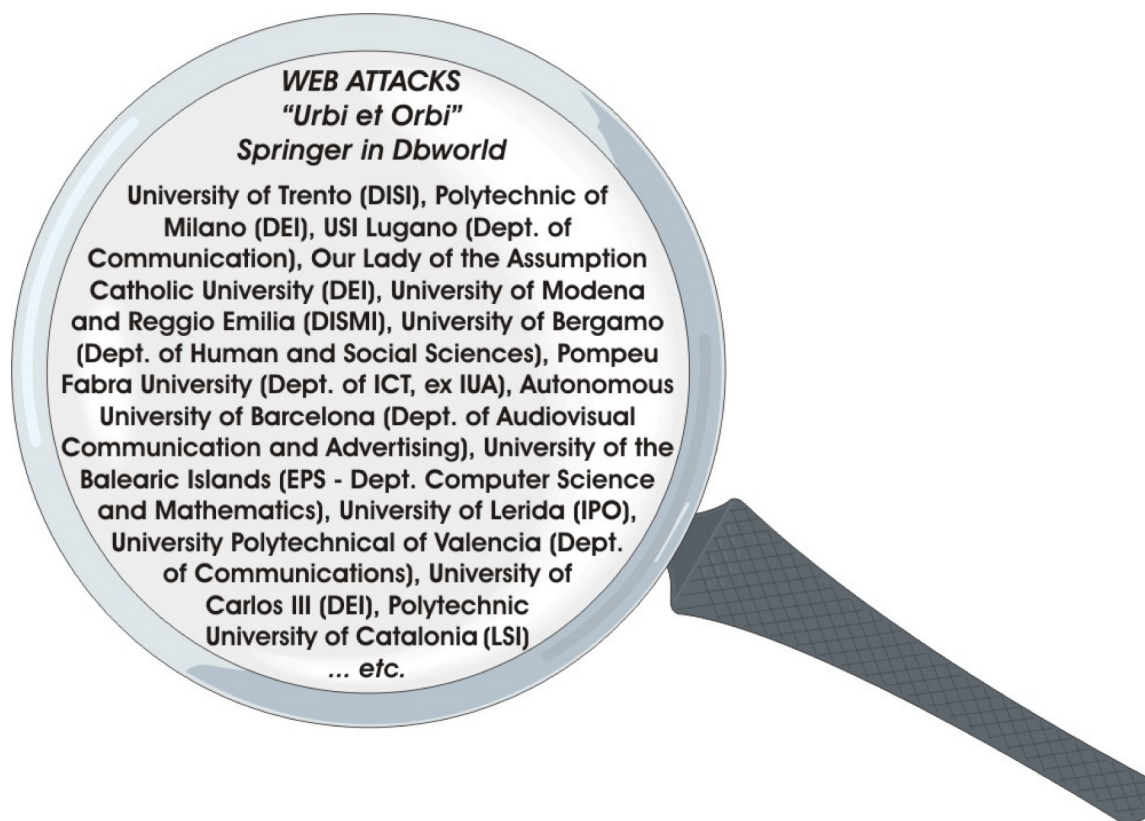 WEB ATTACKS
“Urbi et Orbi”
Springer in Dbworld
University of Trento (DISI), Polytechnic of
Milano (DEI), USI Lugano (Dept. of
Communication), Our Lady of the Assumption
Catholic University (DEI), University of Modena
and Reggio Emilia (DISMI), University of Bergamo
(Dept. of Human and Social Sciences), Pompeu
Fabra University (Dept. of ICT, ex IUA), Autonomous
University of Barcelona (Dept. of Audiovisual
Communication and Advertising), University of the
Balearic Islands (EPS - Dept. Computer Science
and Mathematics), University of Lerida (IPO),
University Polytechnical of Valencia (Dept.
of Communications), University of
Carlos III (DEI), Polytechnic
University of Catalonia (LSI)
... etc.